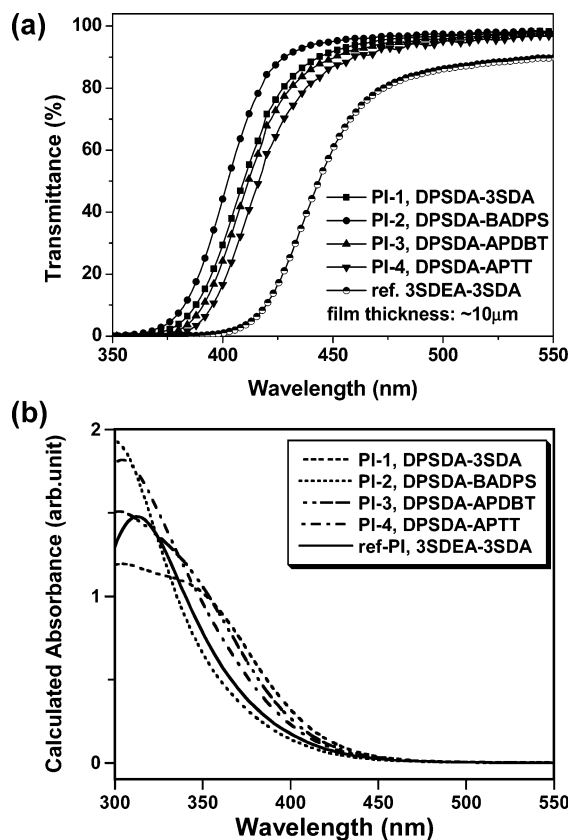 (a)
100
80
60
40
20
0
Transmittance (%)
PI-1, DPSDA-3SDA
PI-2, DPSDA-BADPS
PI-3, DPSDA-APDBT
PI-4, DPSDA-APTT
ref. 3SDEA-3SDA
film thickness: ~10μm
350 400 450 500 550
Wavelength (nm)
(b)
2
1
0
Calculated Absorbance (arb.unit)
PI-1, DPSDA-3SDA
PI-2, DPSDA-BADPS
PI-3, DPSDA-APDBT
PI-4, DPSDA-APTT
ref-PI, 3SDEA-3SDA
300 350 400 450 500 550
Wavelength (nm)